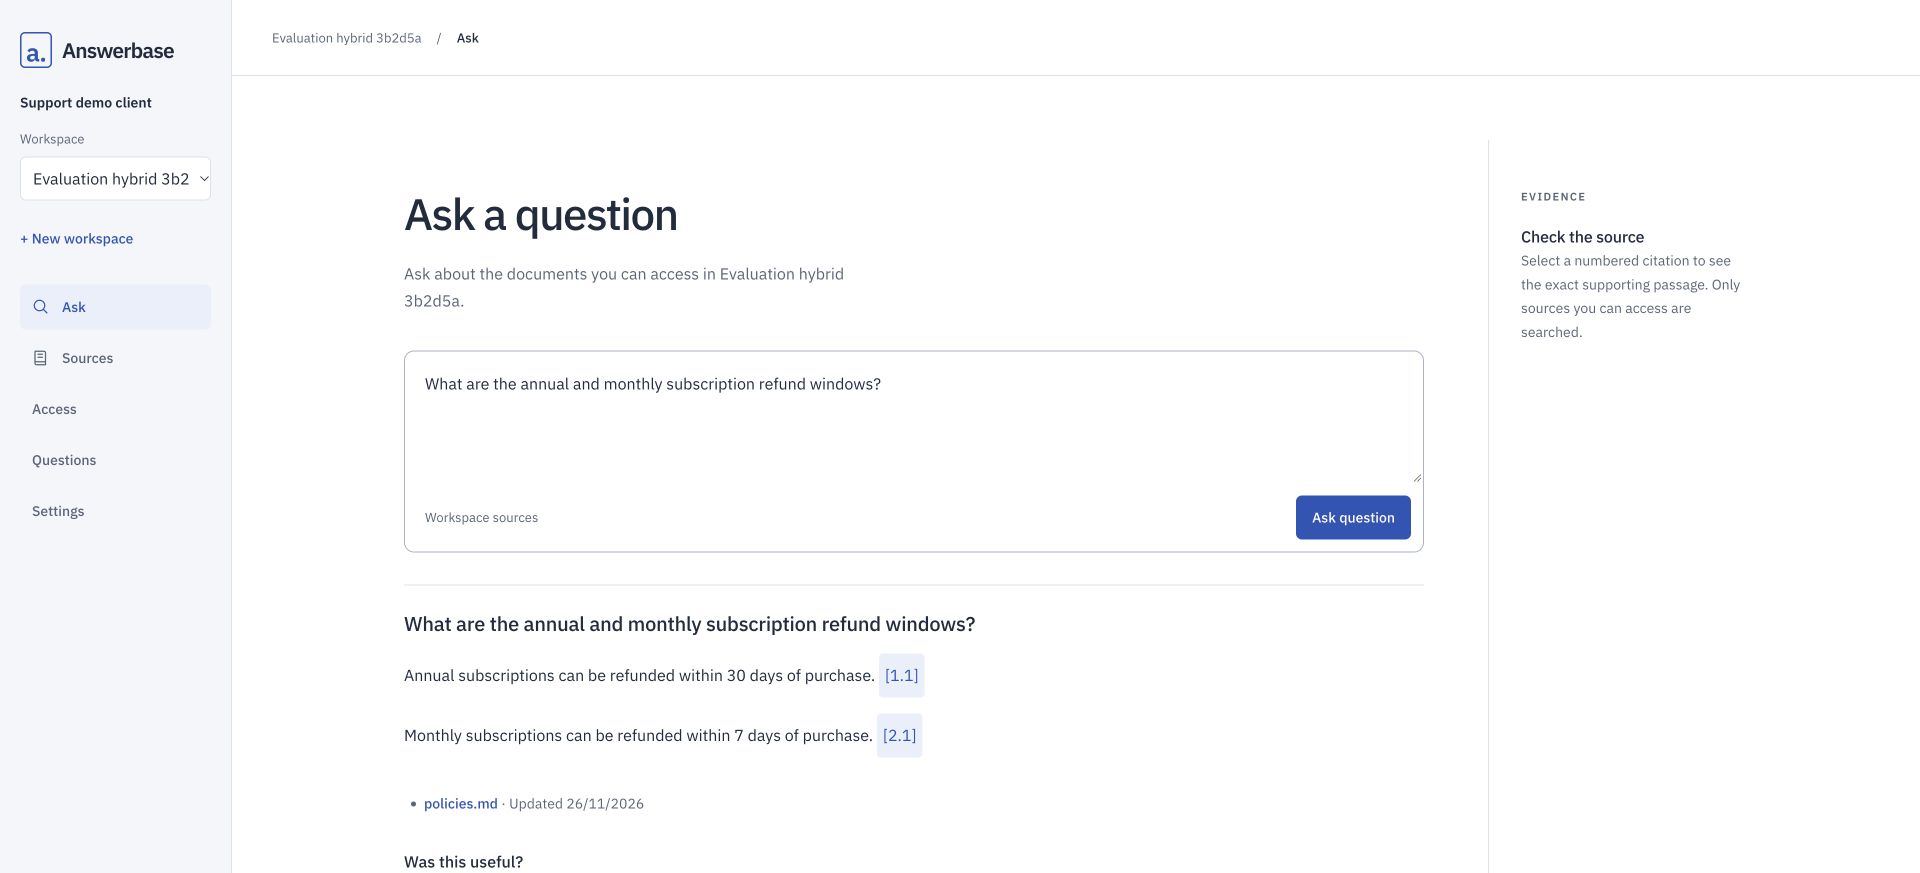 a. Answerbase
Support demo client
Workspace
Evaluation hybrid 3b2
+ New workspace
Ask
Sources
Access
Questions
Settings
Evaluation hybrid 3b2d5a / Ask
Ask a question
Ask about the documents you can access in Evaluation hybrid
3b2d5a.
What are the annual and monthly subscription refund windows?
Workspace sources
Ask question
What are the annual and monthly subscription refund windows?
Annual subscriptions can be refunded within 30 days of purchase. [1.1]
Monthly subscriptions can be refunded within 7 days of purchase. [2.1]
• policies.md · Updated 26/11/2026
Was this useful?
EVIDENCE
Check the source
Select a numbered citation to see
the exact supporting passage. Only
sources you can access are
searched.